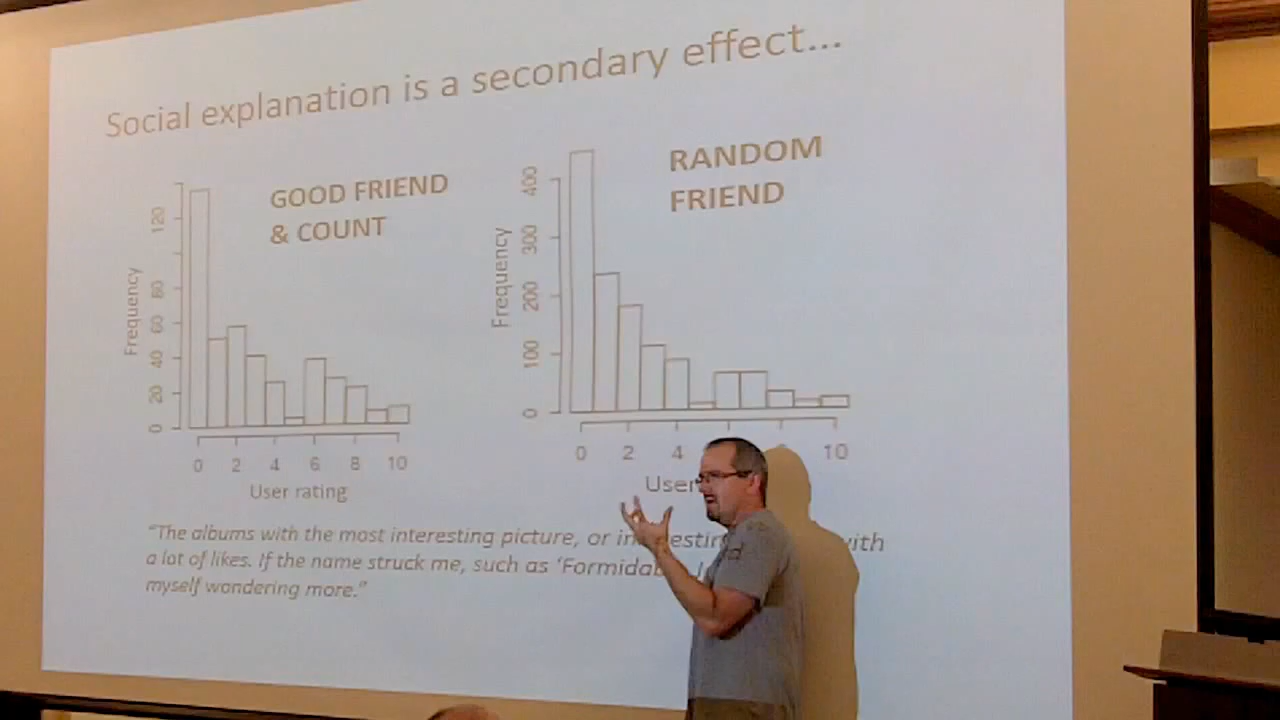 Social explanation is a secondary effect...
GOOD FRIEND
& COUNT
Frequency
0 20 40 60 80 120
0 2 4 6 8 10
User rating
RANDOM
FRIEND
Frequency
0 100 200 300 400
0 2 4 10
User
"The albums with the most interesting picture, or in esting with
a lot of likes. If the name struck me, such as 'Formidab
myself wondering more."